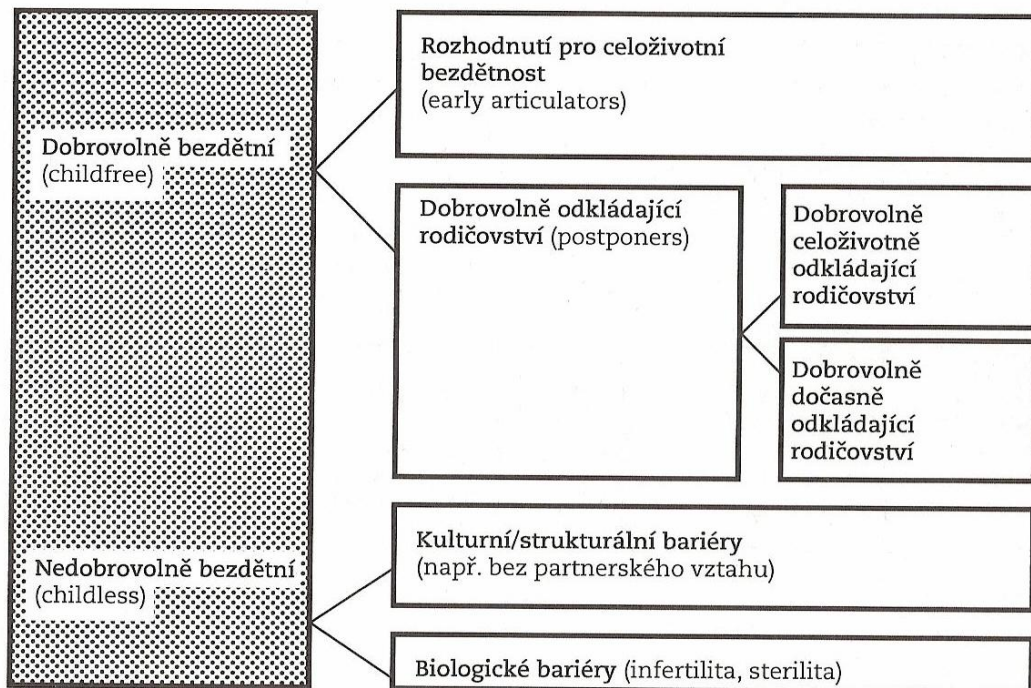 Rozhodnutí pro celoživotní
bezdětnost
(early articulators)
Dobrovolně bezdětní
(childfree)
Dobrovolně odkládající
rodičovství (postponers)
Dobrovolně
celoživotně
odkládající
rodičovství
Dobrovolně
dočasně
odkládající
rodičovství
Nedobrovolně bezdětní
(childless)
Kulturní/strukturální bariéry
(např. bez partnerského vztahu)
Biologické bariéry (infertilita, sterilita)